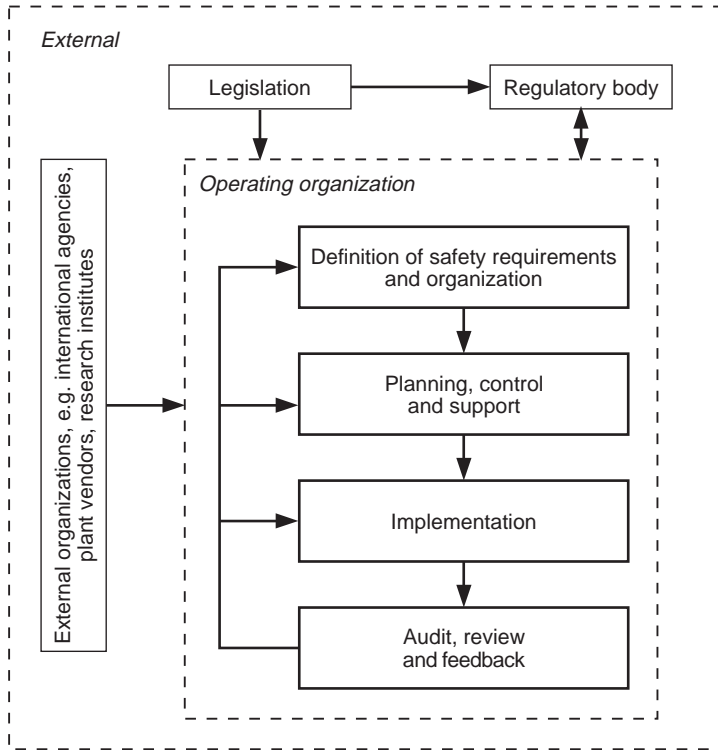 External
Legislation
Regulatory body
External organizations, e.g. international agencies,
plant vendors, research institutes
Operating organization
Definition of safety requirements
and organization
Planning, control
and support
Implementation
Audit, review
and feedback